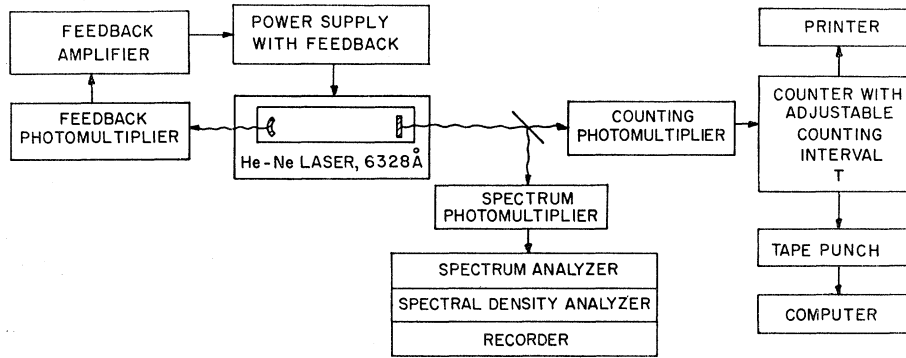 FEEDBACK
AMPLIFIER
POWER SUPPLY
WITH FEEDBACK
PRINTER
FEEDBACK
PHOTOMULTIPLIER
He-Ne LASER, 6328Å
COUNTING
PHOTOMULTIPLIER
COUNTER WITH
ADJUSTABLE
COUNTING
INTERVAL
T
SPECTRUM
PHOTOMULTIPLIER
SPECTRUM ANALYZER
SPECTRAL DENSITY ANALYZER
RECORDER
TAPE PUNCH
COMPUTER